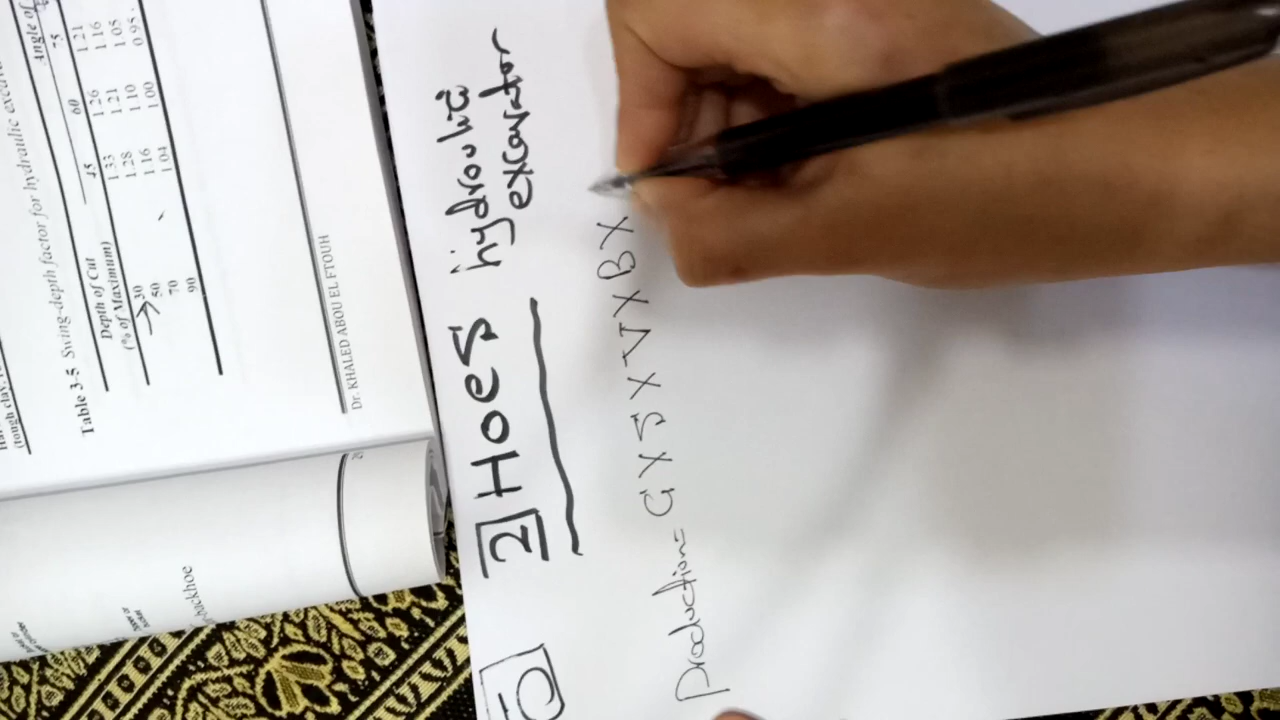 Table 3-5 Swing-depth factor for hydraulic
Angle of
Depth of Cut
(% of Maximum) 45 60 75
30 1.33 1.26 1.21
50 1.28 1.21 1.16
70 1.16 1.10 1.05
90 1.04 1.00 0.95
Dr. KHALED ABOU EL FTOUH
backhoe
2 HOES hydroulic
excavator
Production= C X S X V X B X